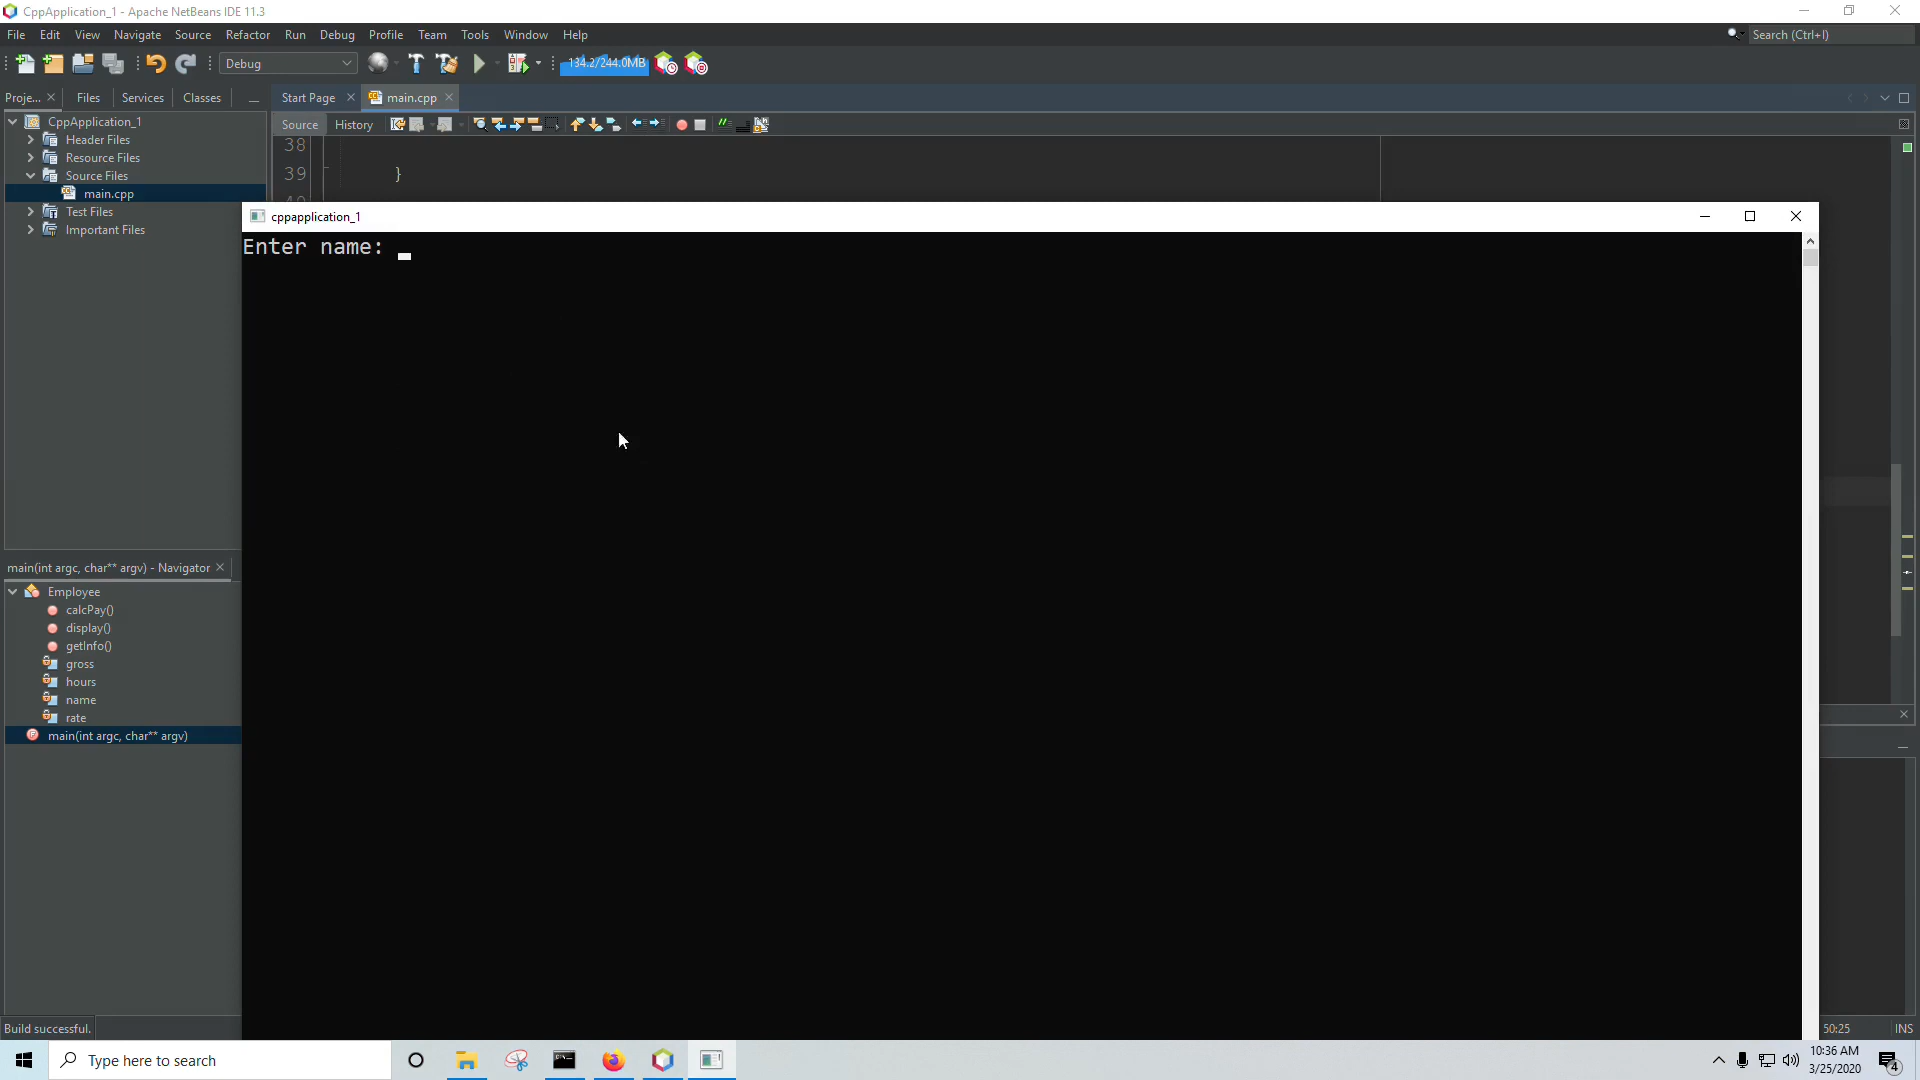 CppApplication_1 - Apache NetBeans IDE 11.3
File Edit View Navigate Source Refactor Run Debug Profile Team Tools Window Help Search (Ctrl+I)
Debug 134.2/244.0MB
Proje... Files Services Classes Start Page main.cpp
CppApplication_1
Source History
Header Files
38
Resource Files
39 }
Source Files
main.cpp
Test Files
cppapplication_1
Important Files
Enter name:
main(int argc, char** argv) - Navigator
Employee
calcPay()
display()
getInfo()
gross
hours
name
rate
main(int argc, char** argv)
Build successful. 50:25 INS
Type here to search
10:36 AM
3/25/2020
4